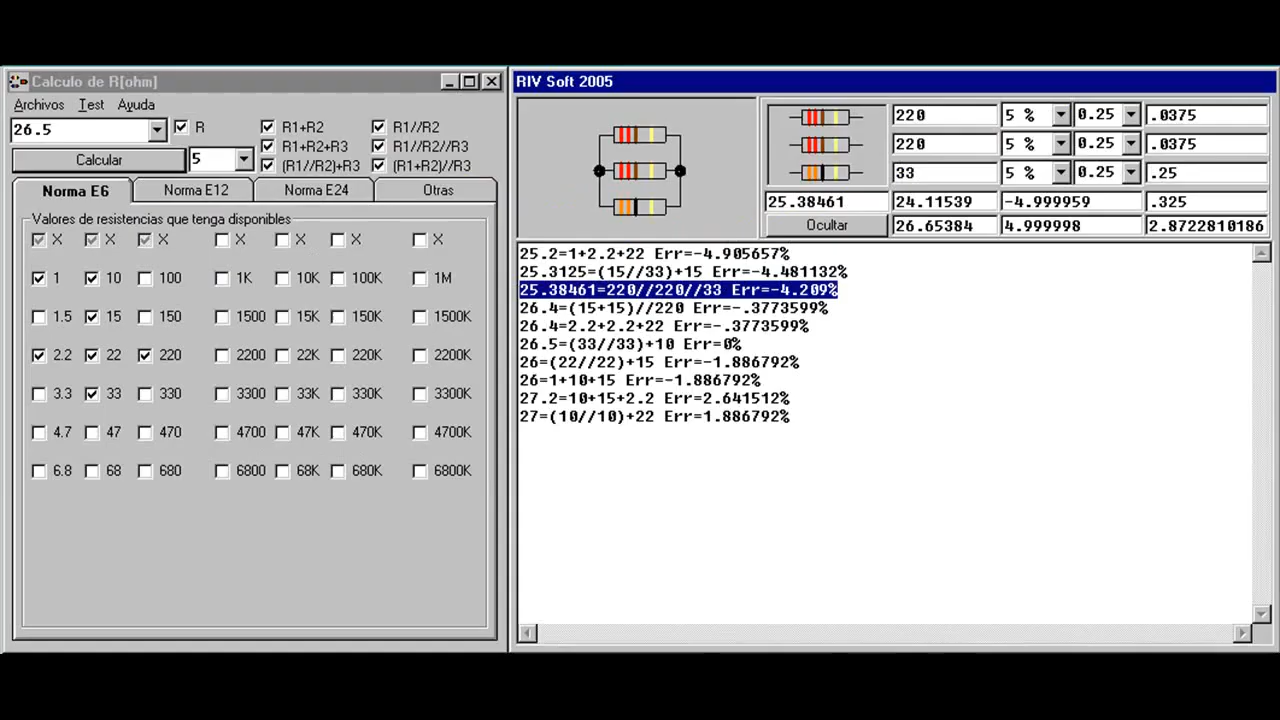 Calculo de R[ohm]
Archivos Test Ayuda
26.5 R R1+R2 R1//R2
R1+R2+R3 R1//R2//R3
Calcular 5 (R1//R2)+R3 (R1+R2)//R3
Norma E6 Norma E12 Norma E24 Otras
Valores de resistencias que tenga disponibles
X X X X X X X
1 10 100 1K 10K 100K 1M
1.5 15 150 1500 15K 150K 1500K
2.2 22 220 2200 22K 220K 2200K
3.3 33 330 3300 33K 330K 3300K
4.7 47 470 4700 47K 470K 4700K
6.8 68 680 6800 68K 680K 6800K
RIV Soft 2005
220 5 % 0.25 .0375
220 5 % 0.25 .0375
33 5 % 0.25 .25
25.38461 24.11539 -4.999959 .325
Ocultar 26.65384 4.999998 2.8722810186
25.2=1+2.2+22 Err=-4.905657%
25.3125=(15//33)+15 Err=-4.481132%
25.38461=220//220//33 Err=-4.209%
26.4=(15+15)//220 Err=-.3773599%
26.4=2.2+2.2+22 Err=-.3773599%
26.5=(33//33)+10 Err=0%
26=(22//22)+15 Err=-1.886792%
26=1+10+15 Err=-1.886792%
27.2=10+15+2.2 Err=2.641512%
27=(10//10)+22 Err=1.886792%